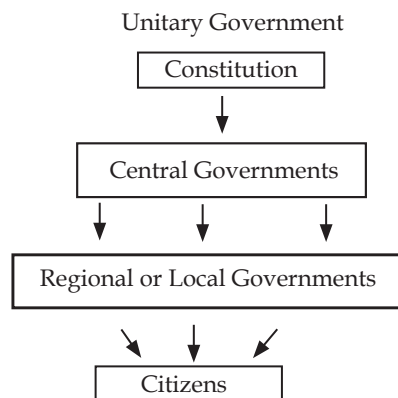 Unitary Government
Constitution
Central Governments
Regional or Local Governments
Citizens